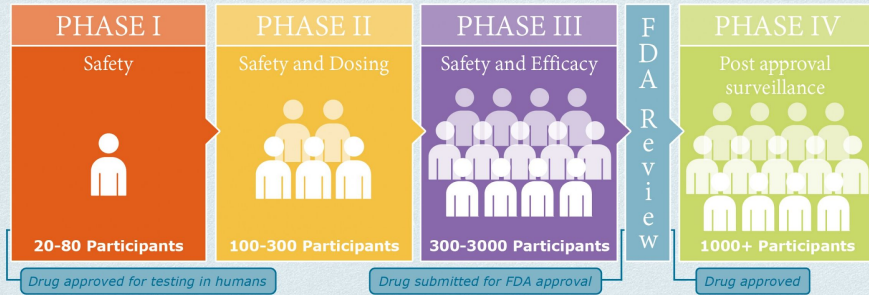 PHASE I
Safety
20-80 Participants
PHASE II
Safety and Dosing
100-300 Participants
PHASE III
Safety and Efficacy
300-3000 Participants
FDA Review
PHASE IV
Post approval
surveillance
1000+ Participants
Drug approved for testing in humans
Drug submitted for FDA approval
Drug approved